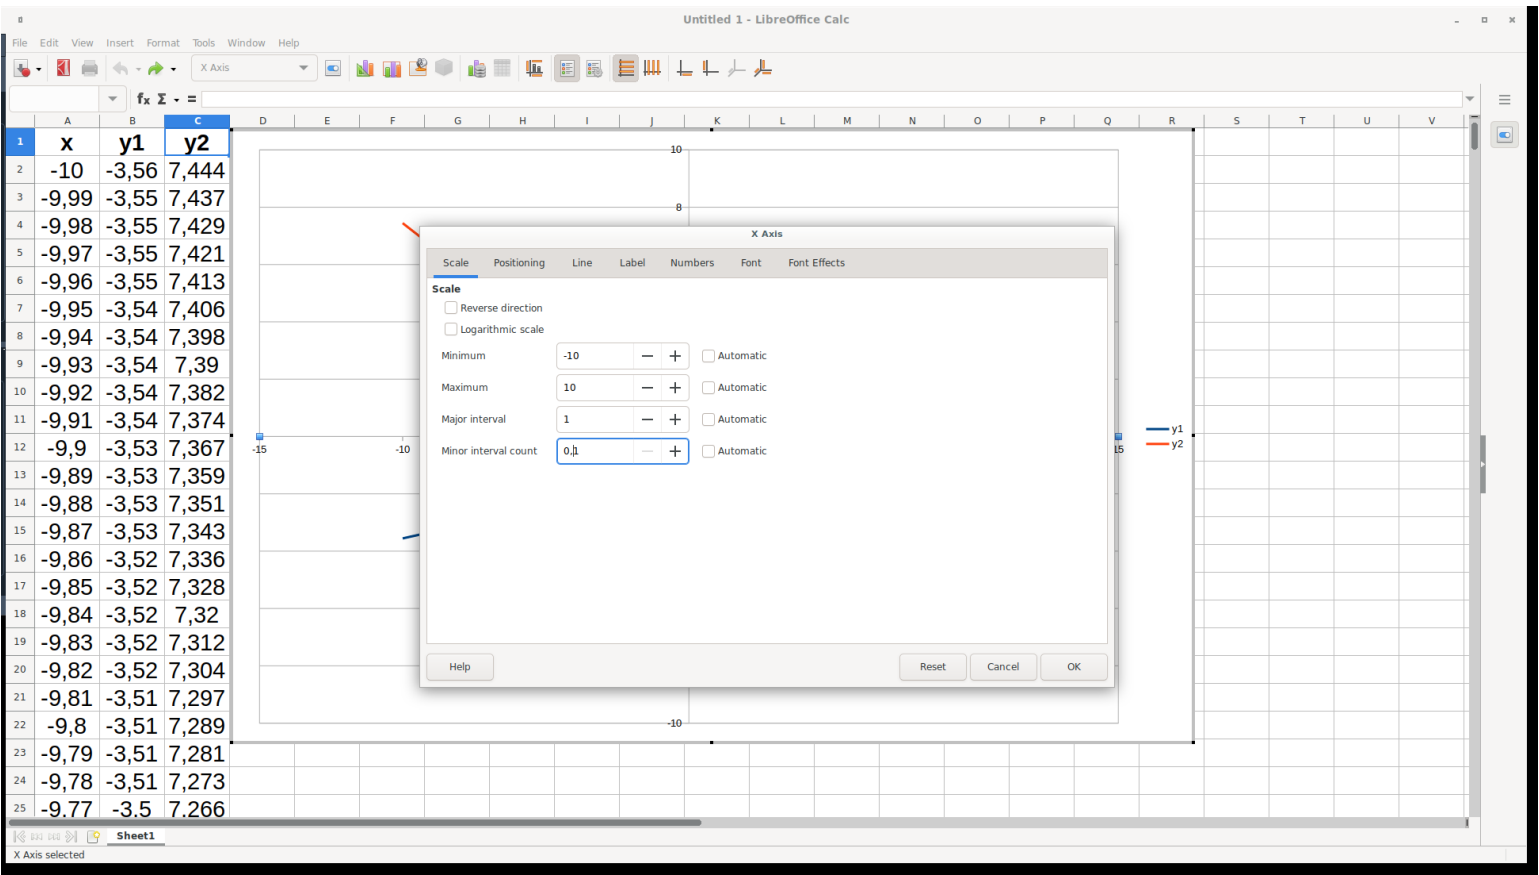 Untitled 1 - LibreOffice Calc
File Edit View Insert Format Tools Window Help
X Axis
fx Σ =
A B C D E F G H I J K L M N O P Q R S T U V
1 x y1 y2
2 -10 -3,56 7,444
3 -9,99 -3,55 7,437
4 -9,98 -3,55 7,429
5 -9,97 -3,55 7,421
6 -9,96 -3,55 7,413
7 -9,95 -3,54 7,406
8 -9,94 -3,54 7,398
9 -9,93 -3,54 7,39
10 -9,92 -3,54 7,382
11 -9,91 -3,54 7,374
12 -9,9 -3,53 7,367
13 -9,89 -3,53 7,359
14 -9,88 -3,53 7,351
15 -9,87 -3,53 7,343
16 -9,86 -3,52 7,336
17 -9,85 -3,52 7,328
18 -9,84 -3,52 7,32
19 -9,83 -3,52 7,312
20 -9,82 -3,52 7,304
21 -9,81 -3,51 7,297
22 -9,8 -3,51 7,289
23 -9,79 -3,51 7,281
24 -9,78 -3,51 7,273
25 -9,77 -3,5 7,266
10
8
-15 -10 15
-10
y1
y2
X Axis
Scale Positioning Line Label Numbers Font Font Effects
Scale
Reverse direction
Logarithmic scale
Minimum -10 Automatic
Maximum 10 Automatic
Major interval 1 Automatic
Minor interval count 0,1 Automatic
Help Reset Cancel OK
Sheet1
X Axis selected